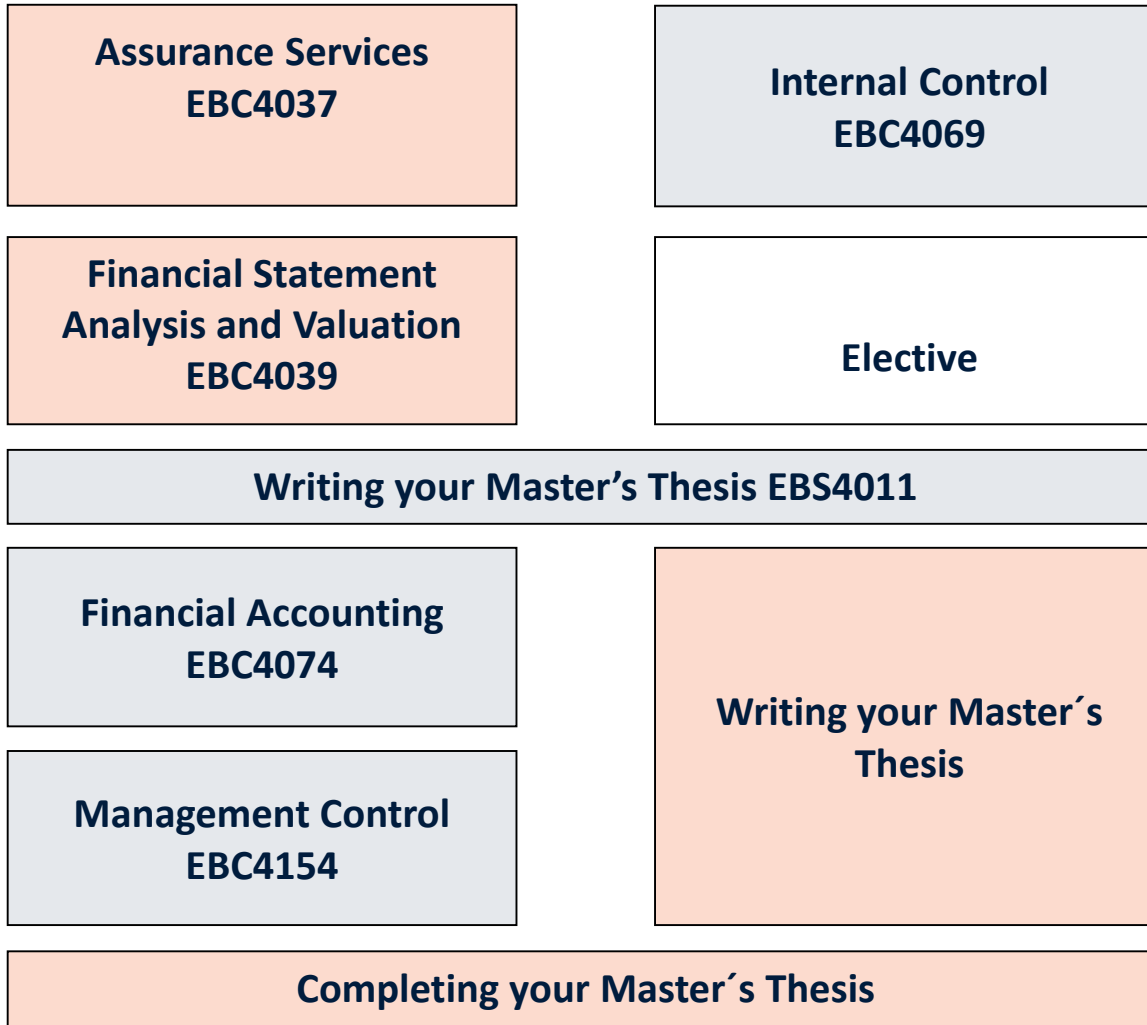 Assurance Services
EBC4037
Internal Control
EBC4069
Financial Statement
Analysis and Valuation
EBC4039
Elective
Writing your Master’s Thesis EBS4011
Financial Accounting
EBC4074
Management Control
EBC4154
Writing your Master´s
Thesis
Completing your Master´s Thesis